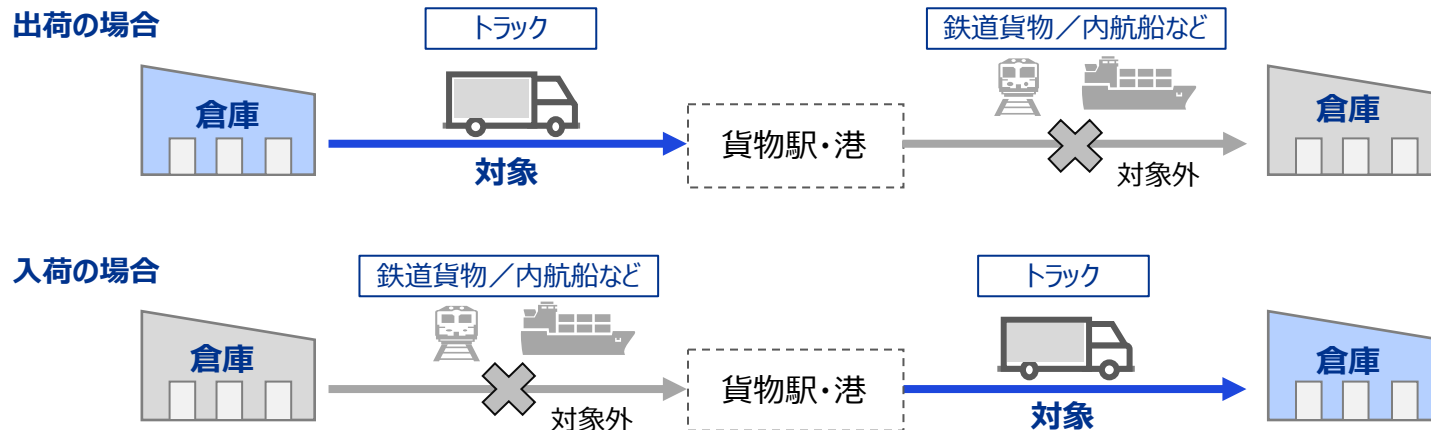 出荷の場合
トラック
鉄道貨物／内航船など
倉庫
貨物駅・港
倉庫
対象
対象外
入荷の場合
鉄道貨物／内航船など
トラック
倉庫
貨物駅・港
倉庫
対象外
対象